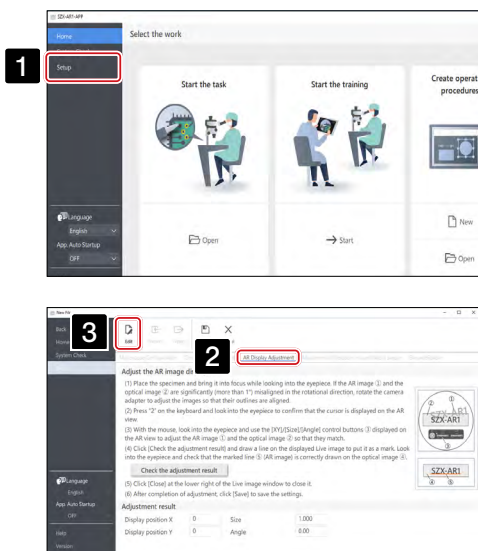 SZX-AR1-APP
Home
Select the work
1
Setup
Start the task
Start the training
Create operat
procedures
Language
English
App. Auto Startup
OFF
Open
Start
New
Open
New File
Back
Home
3
Edit
2
System Check
AR Display Adjustment
Adjust the AR image di
(1) Place the specimen and bring it into focus while looking into the eyepiece. If the AR image ① and the
optical image ② are significantly (more than 1°) misaligned in the rotational direction, rotate the camera
adapter to adjust the images so that their outlines are aligned.
(2) Press "2" on the keyboard and look into the eyepiece to confirm that the cursor is displayed on the AR
view.
(3) With the mouse, look into the eyepiece and use the [XY]/[Size]/[Angle] control buttons ③ displayed on
the AR view to adjust the AR image ① and the optical image ② so that they match.
(4) Click [Check the adjustment result] and draw a line on the displayed Live image to put it as a mark. Look
into the eyepiece and check that the marked line ⑤ (AR image) is correctly drawn on the optical image ④.
Check the adjustment result
(5) Click [Close] at the lower right of the Live image window to close it.
(6) After completion of adjustment, click [Save] to save the settings.
Adjustment result
Display position X 0 Size 1.000
Display position Y 0 Angle 0.00
② ①
SZX-AR1
SZX-AR1
③
SZX-AR1
④ ⑤
Language
English
App. Auto Startup
OFF
Help
Version